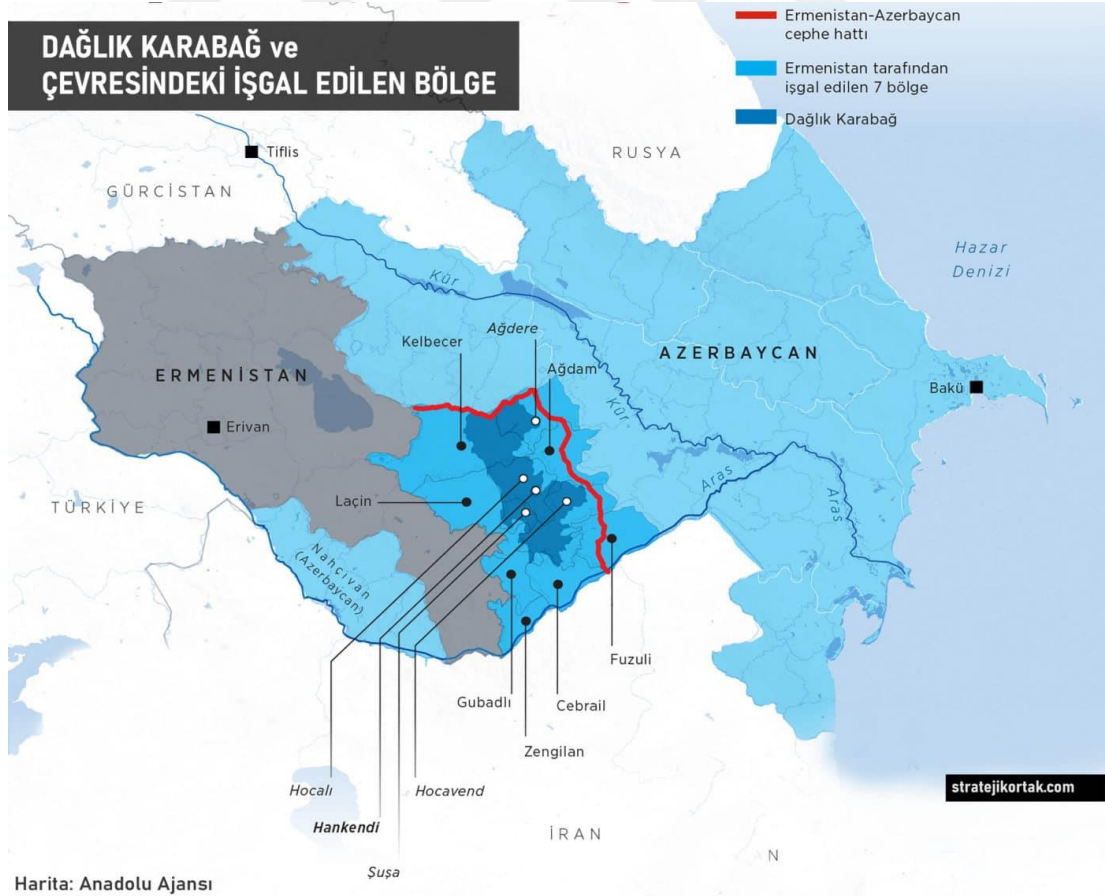 DAĞLIK KARABAĞ ve
ÇEVRESİNDEKİ İŞGAL EDİLEN BÖLGE
Ermenistan-Azerbaycan
cephe hattı
Ermenistan tarafından
işgal edilen 7 bölge
Dağlık Karabağ
Tiflis
RUSYA
GÜRCİSTAN
Hazar
Denizi
Kür
Ağdere
Kelbecer
AZERBAYCAN
Ağdam
ERMENİSTAN
Bakü
Kür
Erivan
Aras
Laçin
TÜRKİYE
Aras
Nahçıvan
(Azerbaycan)
Fuzuli
Gubadlı
Cebrail
Zengilan
Hocalı
Hocavend
stratejikortak.com
Hankendi
İRAN
AN
Şuşa
Harita: Anadolu Ajansı